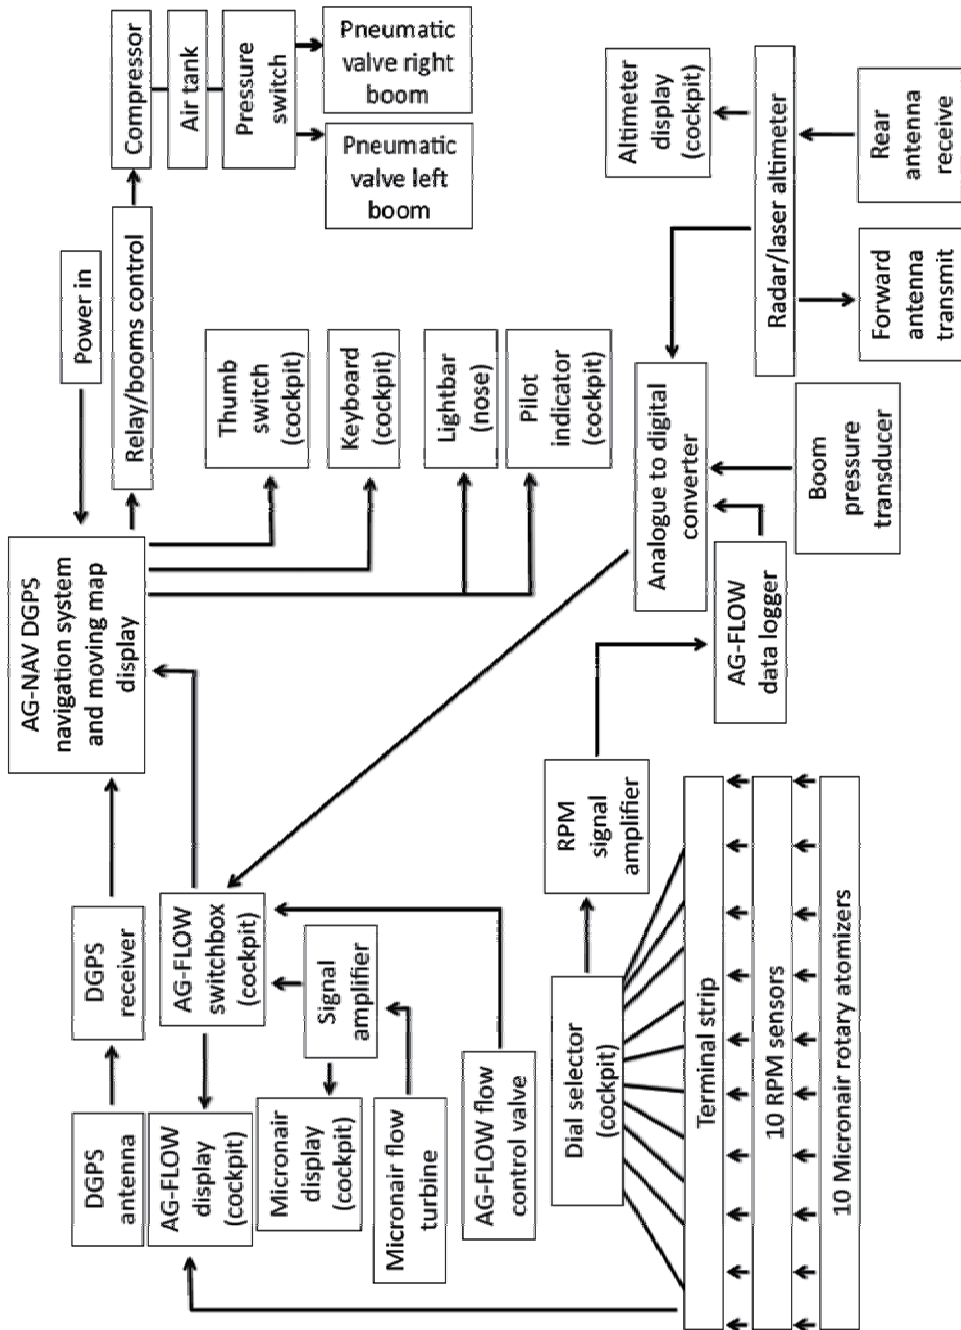 DGPS
antenna
DGPS
receiver
AG-NAV DGPS
navigation system
and moving map
display
Power in
Relay/booms control
Compressor
Air tank
Pressure
switch
Pneumatic
valve right
boom
Pneumatic
valve left
boom
AG-FLOW
display
(cockpit)
AG-FLOW
switchbox
(cockpit)
Thumb
switch
(cockpit)
Keyboard
(cockpit)
Lightbar
(nose)
Pilot
indicator
(cockpit)
Micronair
display
(cockpit)
Signal
amplifier
Micronair flow
turbine
AG-FLOW flow
control valve
Dial selector
(cockpit)
RPM
signal
amplifier
Analogue to digital
converter
Altimeter
display
(cockpit)
AG-FLOW
data logger
Boom
pressure
transducer
Radar/laser altimeter
Forward
antenna
transmit
Rear
antenna
receive
Terminal strip
10 RPM sensors
10 Micronair rotary atomizers